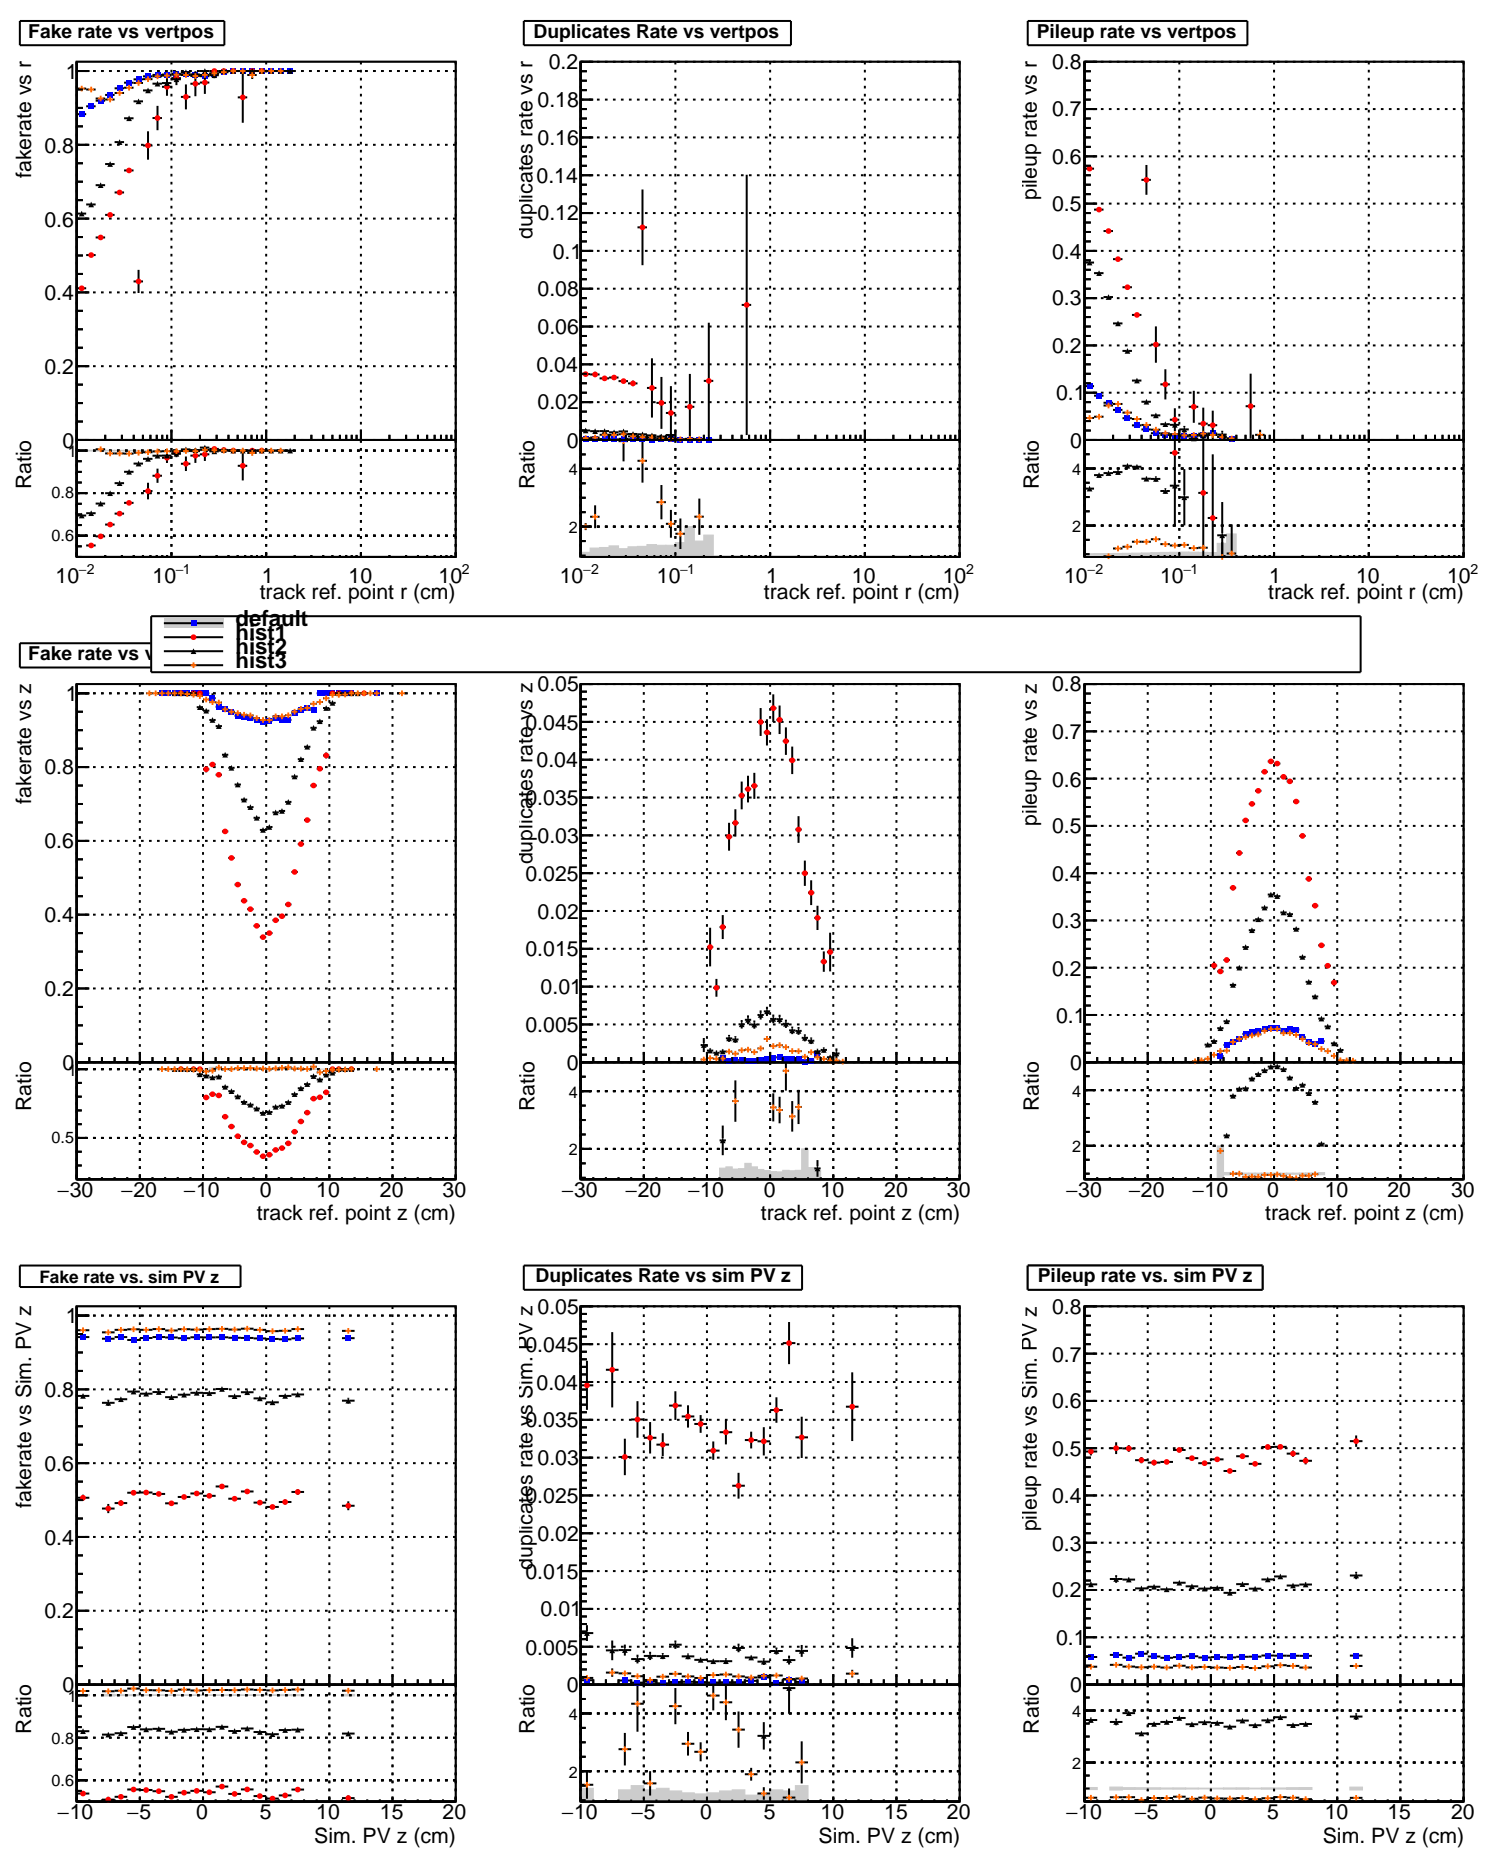 Fake rate vs vertpos
Duplicates Rate vs vertpos
Pileup rate vs vertpos
fakerate vs r
1
0.8
0.6
0.4
0.2
0
Ratio
1
0.8
0.6
10⁻² 10⁻¹ 1 10 10²
track ref. point r (cm)
duplicates rate vs r
0.2
0.18
0.16
0.14
0.12
0.1
0.08
0.06
0.04
0.02
0
Ratio
4
2
10⁻² 10⁻¹ 1 10 10²
track ref. point r (cm)
pileup rate vs r
0.8
0.7
0.6
0.5
0.4
0.3
0.2
0.1
0
Ratio
4
2
10⁻² 10⁻¹ 1 10 10²
track ref. point r (cm)
default
hist1
hist2
hist3
Fake rate vs
fakerate vs z
1
0.8
0.6
0.4
0.2
0
Ratio
0.5
−30 −20 −10 0 10 20 30
track ref. point z (cm)
duplicates rate vs z
0.05
0.045
0.04
0.035
0.03
0.025
0.02
0.015
0.01
0.005
0
Ratio
4
2
−30 −20 −10 0 10 20 30
track ref. point z (cm)
pileup rate vs z
0.8
0.7
0.6
0.5
0.4
0.3
0.2
0.1
0
Ratio
4
2
−30 −20 −10 0 10 20 30
track ref. point z (cm)
Fake rate vs. sim PV z
Duplicates Rate vs sim PV z
Pileup rate vs. sim PV z
fakerate vs Sim. PV z
1
0.8
0.6
0.4
0.2
0
Ratio
1
0.8
0.6
−10 −5 0 5 10 15 20
Sim. PV z (cm)
duplicates rate vs Sim. PV z
0.05
0.045
0.04
0.035
0.03
0.025
0.02
0.015
0.01
0.005
0
Ratio
4
2
−10 −5 0 5 10 15 20
Sim. PV z (cm)
pileup rate vs Sim. PV z
0.8
0.7
0.6
0.5
0.4
0.3
0.2
0.1
0
Ratio
4
2
−10 −5 0 5 10 15 20
Sim. PV z (cm)